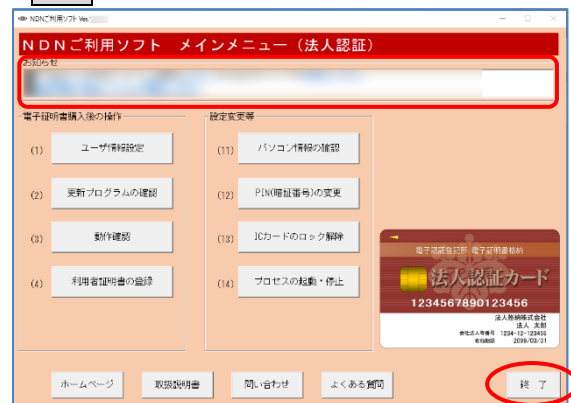 NDNご利用ソフト Ver.
NDNご利用ソフト メインメニュー（法人認証）
お知らせ
電子証明書購入後の操作
(1) ユーザ情報設定
(2) 更新プログラムの確認
(3) 動作確認
(4) 利用者証明書の登録
設定変更等
(11) パソコン情報の確認
(12) PIN(暗証番号)の変更
(13) ICカードのロック解除
(14) プロセスの起動・停止
電子認証登記所 電子証明書格納
法人認証カード
1234567890123456
法人格納株式会社
法人 太郎
会社法人等番号 1234-12-123456
有効期限 2099/03/31
ホームページ
取扱説明書
問い合わせ
よくある質問
終 了